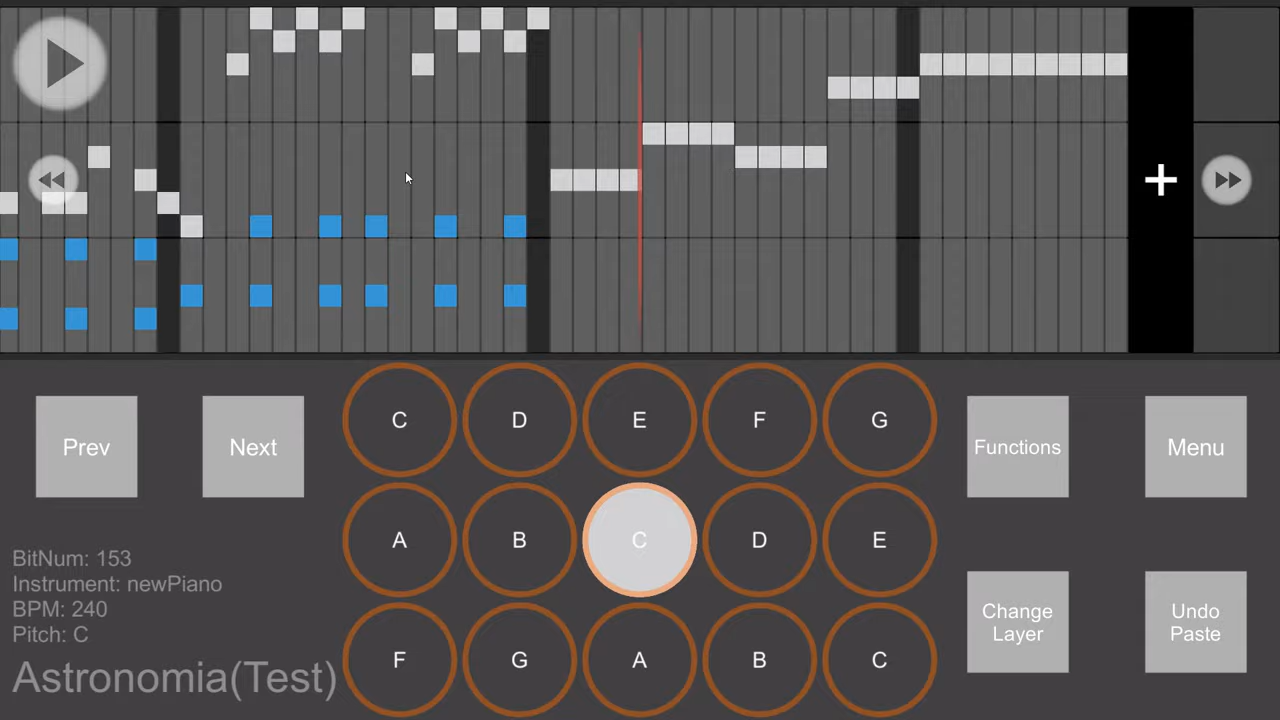 +
Prev
Next
C D E F G
Functions
Menu
A B C D E
BitNum: 153
Instrument: newPiano
BPM: 240
Pitch: C
Astronomia(Test)
F G A B C
Change
Layer
Undo
Paste